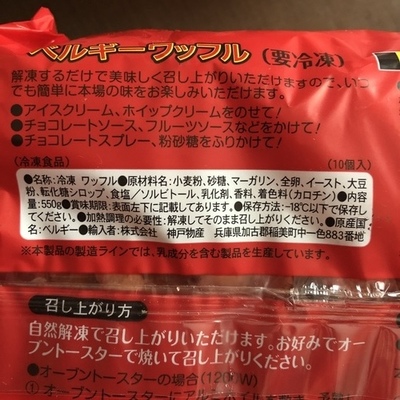 ベルギーワッフル（要冷凍）
解凍するだけで美味しく召し上がりいただけますので、いつ
でも簡単に本場の味をお楽しみいただけます。
●アイスクリーム、ホイップクリームをのせて！
●チョコレートソース、フルーツソースなどをかけて！
●チョコレートスプレー、粉砂糖をふりかけて！
（冷凍食品）（10個入）
●名称:冷凍 ワッフル●原材料名:小麦粉、砂糖、マーガリン、全卵、イースト、大豆
粉、転化糖シロップ、食塩／ソルビトール、乳化剤、香料、着色料(カロチン)●内容
量:550g●賞味期限:表面左下に記載してあります。●保存方法:-18℃以下で保存し
てください。●加熱調理の必要性:解凍してそのまま召し上がりください。●原産国
名:ベルギー●輸入者:株式会社 神戸物産 兵庫県加古郡稲美町中一色883番地
※本製品の製造ラインでは、乳成分を含む製品を生産しています。
召し上がり方
自然解凍で召し上がりいただけます。お好みでオー
ブントースターで焼いて召し上がりください。
●オーブントースターの場合(1200W)